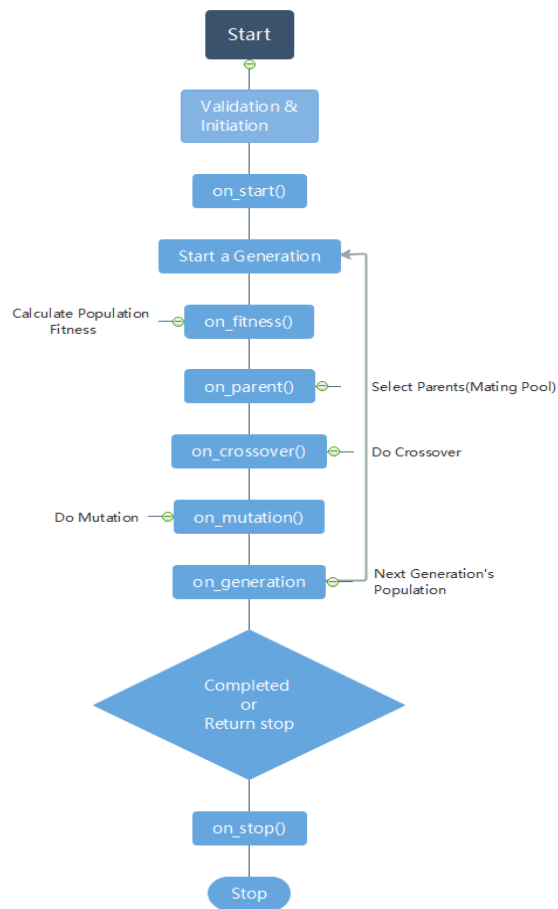 Start
Validation &
Initiation
on_start()
Start a Generation
Calculate Population
Fitness
on_fitness()
on_parent()
Select Parents(Mating Pool)
on_crossover()
Do Crossover
Do Mutation
on_mutation()
on_generation
Next Generation's
Population
Completed
or
Return stop
on_stop()
Stop